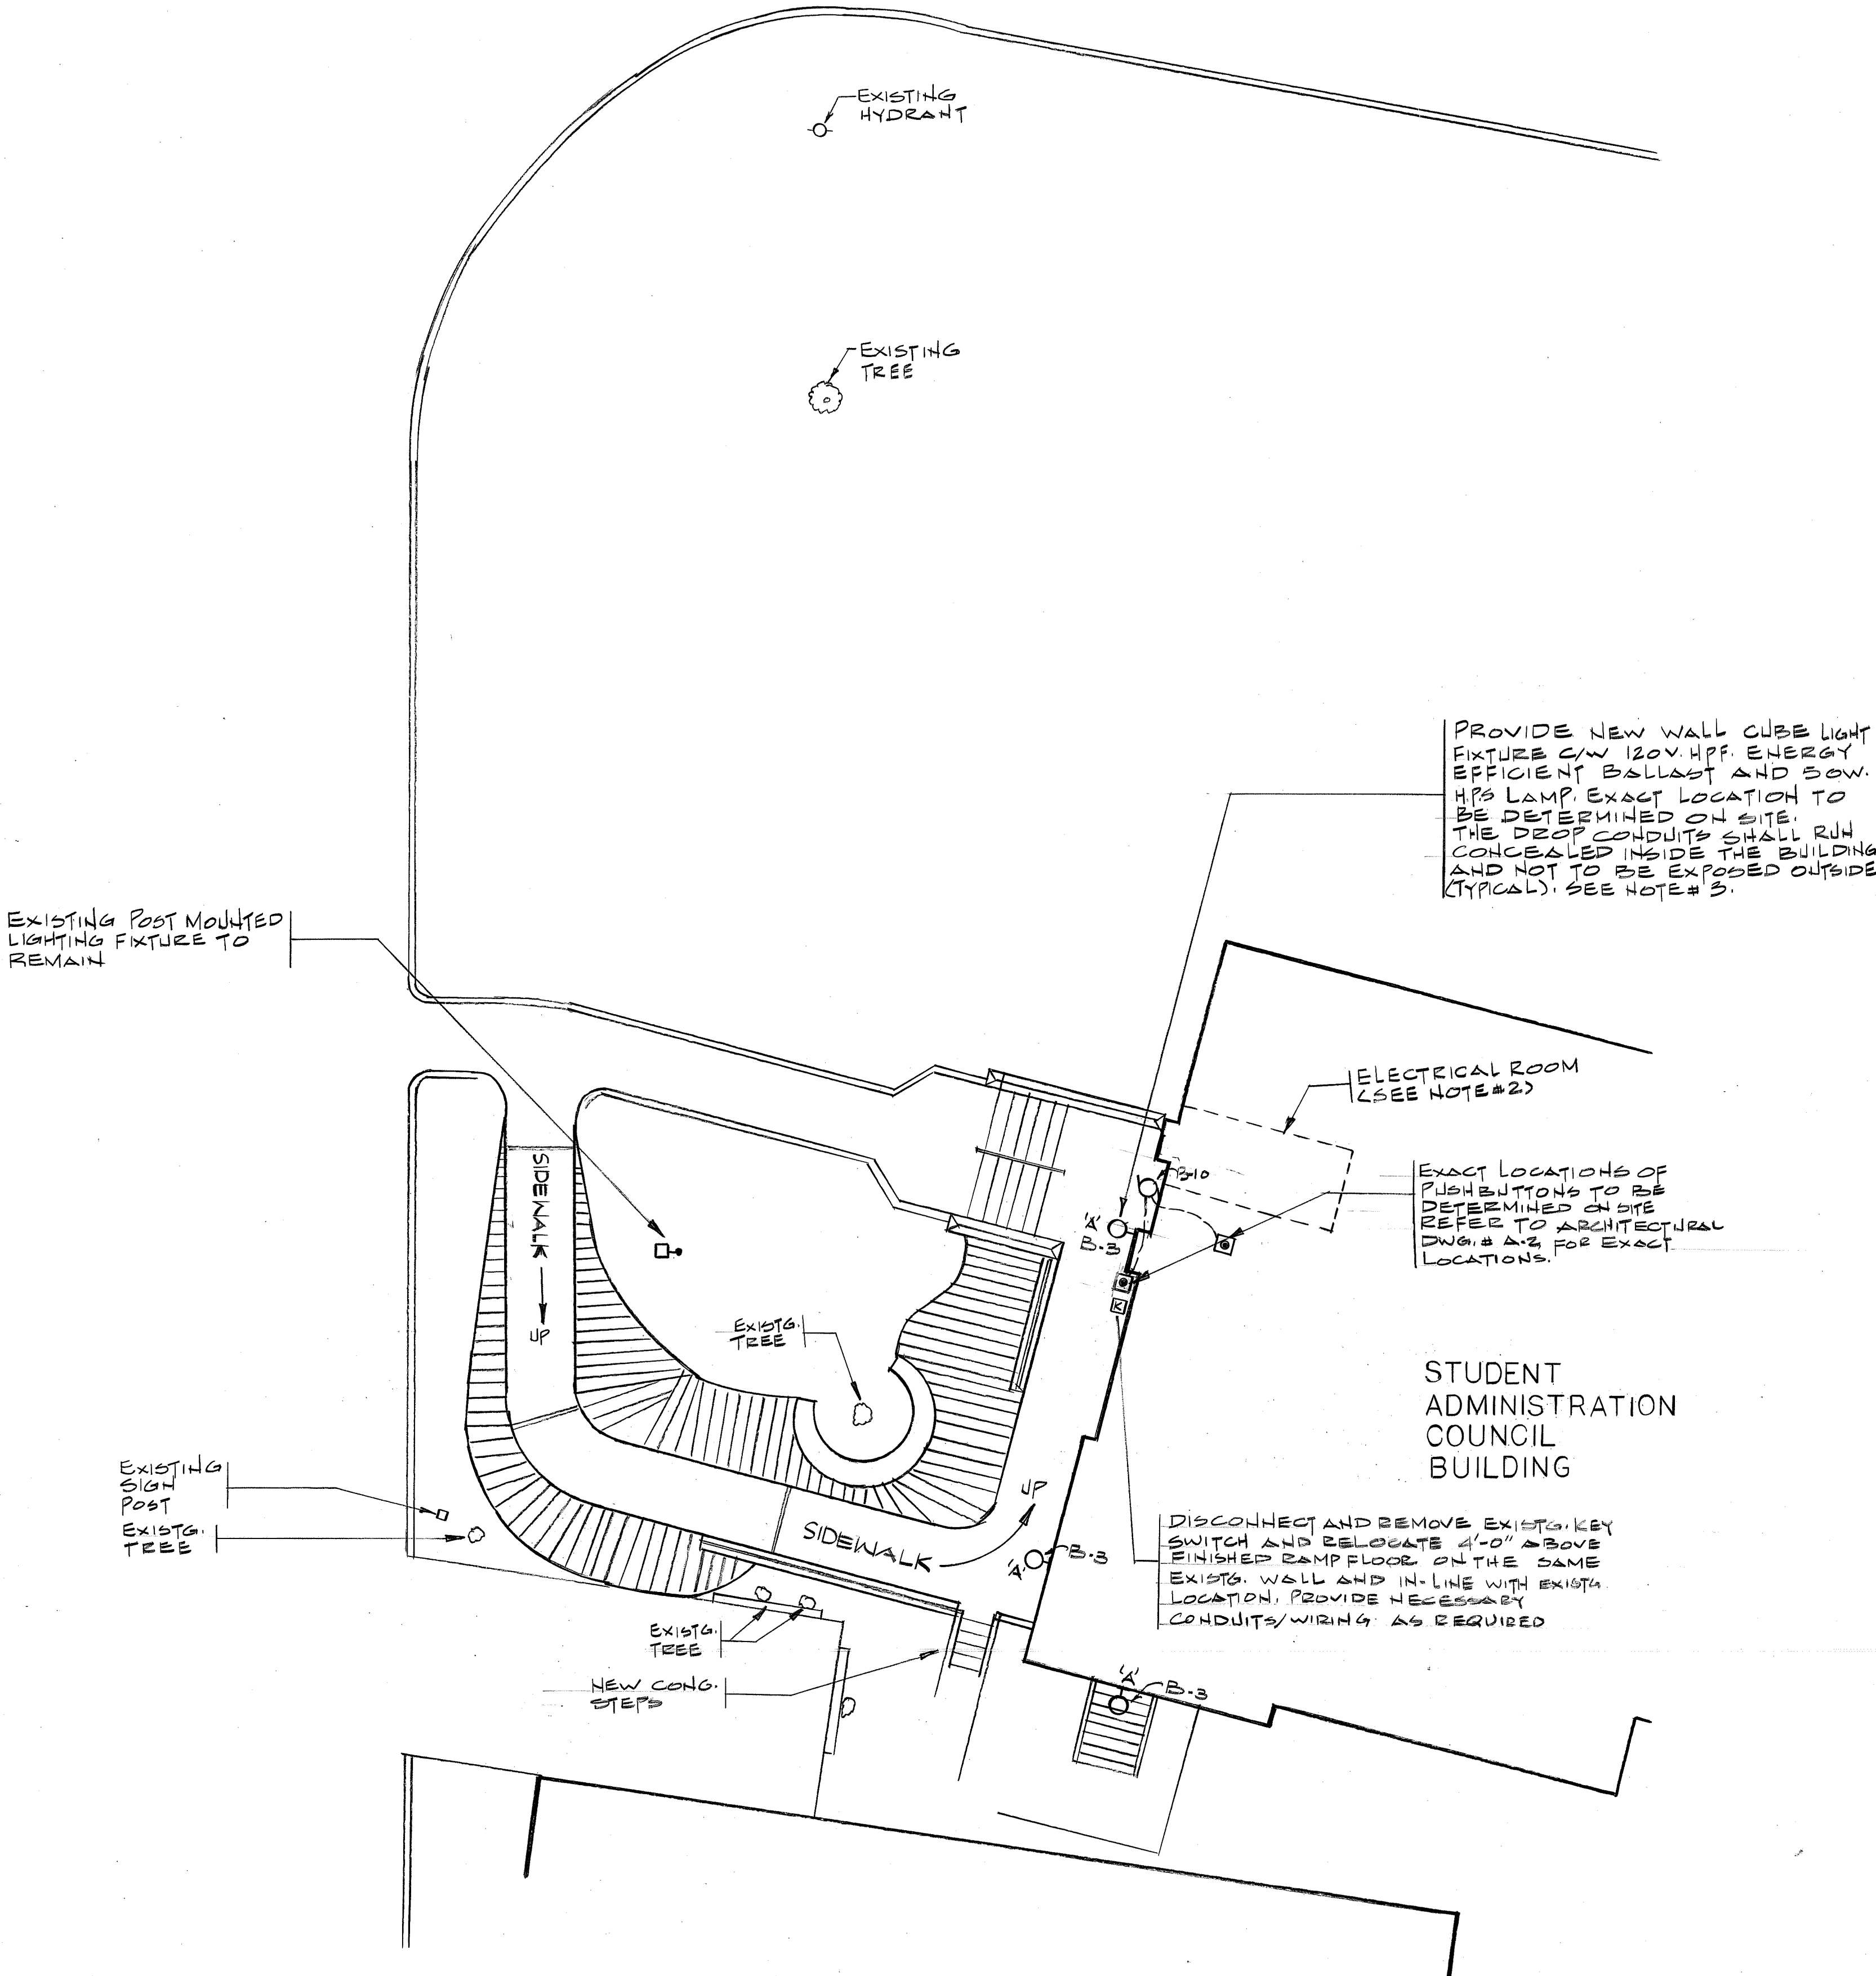 EXISTING
HYDRANT
EXISTING
TREE
PROVIDE NEW WALL CUBE LIGHT
FIXTURE C/W 120V. HPF. ENERGY
EFFICIENT BALLAST AND 50W.
H.P.S LAMP. EXACT LOCATION TO
BE DETERMINED ON SITE.
THE DROP CONDUITS SHALL RUN
CONCEALED INSIDE THE BUILDING
AND NOT TO BE EXPOSED OUTSIDE
(TYPICAL). SEE NOTE # 3.
EXISTING POST MOUNTED
LIGHTING FIXTURE TO
REMAIN
ELECTRICAL ROOM
(SEE NOTE #2)
EXACT LOCATIONS OF
PUSHBUTTONS TO BE
DETERMINED ON SITE
REFER TO ARCHITECTURAL
DWG. # A-2 FOR EXACT
LOCATIONS.
B-10
'A'
B-3
K
SIDEWALK
UP
EXISTG.
TREE
STUDENT
ADMINISTRATION
COUNCIL
BUILDING
EXISTING
SIGN
POST
EXISTG.
TREE
UP
SIDEWALK
'A'
B-3
DISCONNECT AND REMOVE EXISTG. KEY
SWITCH AND RELOCATE 4'-0" ABOVE
FINISHED RAMP FLOOR ON THE SAME
EXISTG. WALL AND IN-LINE WITH EXISTG.
LOCATION. PROVIDE NECESSARY
CONDUITS/WIRING AS REQUIRED
EXISTG.
TREE
NEW CONC.
STEPS
'A'
B-3